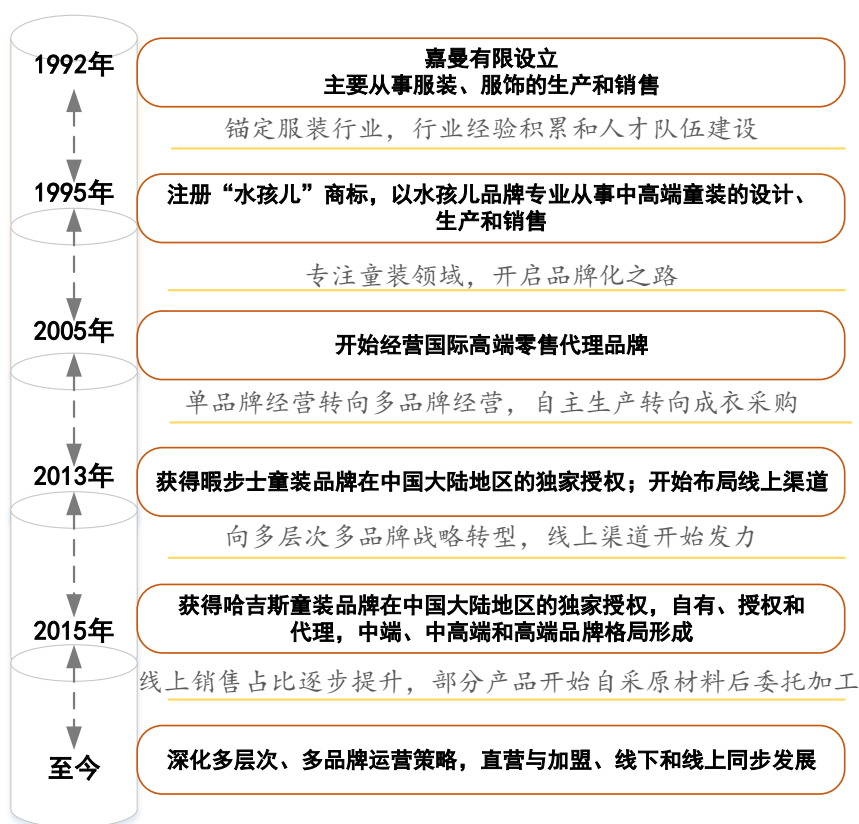 1992年
嘉曼有限设立
主要从事服装、服饰的生产和销售
锚定服装行业，行业经验积累和人才队伍建设
1995年
注册“水孩儿”商标，以水孩儿品牌专业从事中高端童装的设计、
生产和销售
专注童装领域，开启品牌化之路
2005年
开始经营国际高端零售代理品牌
单品牌经营转向多品牌经营，自主生产转向成衣采购
2013年
获得暇步士童装品牌在中国大陆地区的独家授权；开始布局线上渠道
向多层次多品牌战略转型，线上渠道开始发力
2015年
获得哈吉斯童装品牌在中国大陆地区的独家授权，自有、授权和
代理，中端、中高端和高端品牌格局形成
线上销售占比逐步提升，部分产品开始自采原材料后委托加工
至今
深化多层次、多品牌运营策略，直营与加盟、线下和线上同步发展